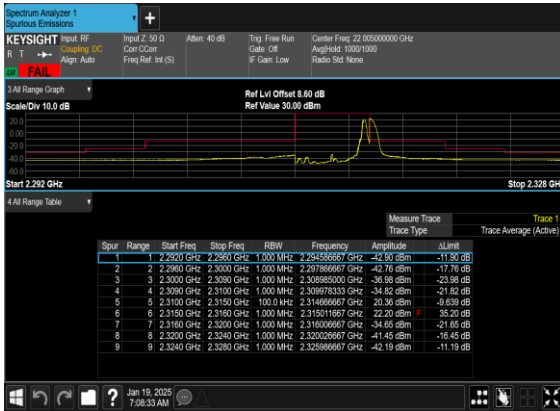 Spectrum Analyzer 1
Spurious Emissions
+
KEYSIGHT Input: RF Input Z: 50 Ω Atten: 40 dB Trig: Free Run Center Freq: 22.005000000 GHz
R T Coupling: DC Corr CCorr Gate: Off Avg|Hold: 1000/1000
Align: Auto Freq Ref: Int (S) IF Gain: Low Radio Std: None
FAIL
3 All Range Graph Ref Lvl Offset 8.60 dB
Scale/Div 10.0 dB Ref Value 30.00 dBm
20.0
0.00
-20.0
-40.0
-60.0
Start 2.292 GHz Stop 2.328 GH
4 All Range Table
Measure Trace Trace 1
Trace Type Trace Average (Active)
Spur Range Start Freq Stop Freq RBW Frequency Amplitude ΔLimit
1 1 2.2920 GHz 2.2960 GHz 1.000 MHz 2.294586667 GHz -42.90 dBm -11.90 dB
2 2 2.2960 GHz 2.3000 GHz 1.000 MHz 2.297866667 GHz -42.76 dBm -17.76 dB
3 3 2.3000 GHz 2.3090 GHz 1.000 MHz 2.308985000 GHz -36.98 dBm -23.98 dB
4 4 2.3090 GHz 2.3100 GHz 1.000 MHz 2.309978333 GHz -34.82 dBm -21.82 dB
5 5 2.3100 GHz 2.3150 GHz 100.0 kHz 2.314666667 GHz 20.36 dBm -9.639 dB
6 6 2.3150 GHz 2.3160 GHz 1.000 MHz 2.315011667 GHz 22.20 dBm F 35.20 dB
7 7 2.3160 GHz 2.3200 GHz 1.000 MHz 2.316006667 GHz -34.65 dBm -21.65 dB
8 8 2.3200 GHz 2.3240 GHz 1.000 MHz 2.320026667 GHz -41.45 dBm -16.45 dB
9 9 2.3240 GHz 2.3280 GHz 1.000 MHz 2.325986667 GHz -42.19 dBm -11.19 dB
? Jan 19, 2025
7:08:33 AM